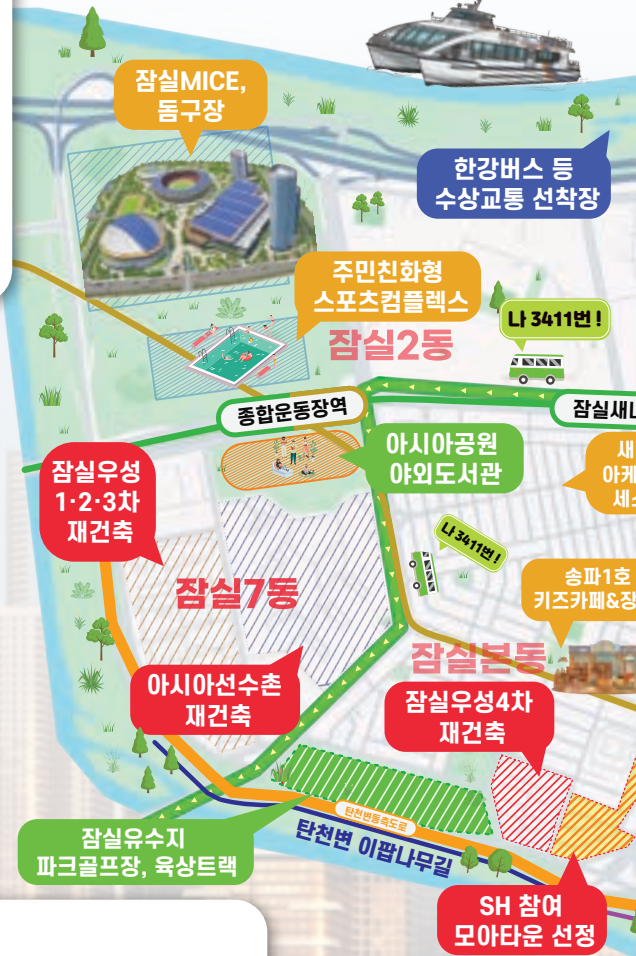 잠실MICE,
돔구장
한강버스 등
수상교통 선착장
주민친화형
스포츠컴플렉스
나 3411번 !
잠실2동
종합운동장역
잠실새
아시아공원
야외도서관
잠실우성
1·2·3차
재건축
새
아케
세
나 3411번 !
송파1호
키즈카페&장
잠실7동
잠실본동
아시아선수촌
재건축
잠실우성4차
재건축
탄천변동측도로
탄천변 이팝나무길
잠실유수지
파크골프장, 육상트랙
SH 참여
모아타운 선정